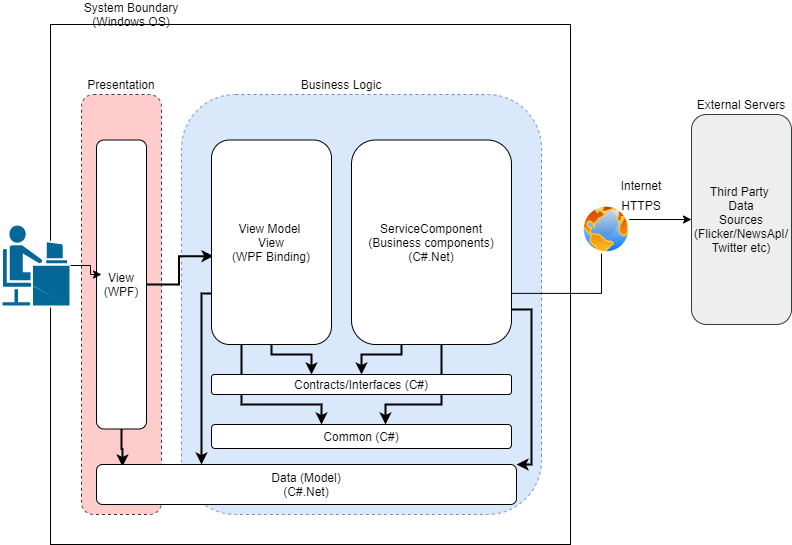 System Boundary
(Windows OS)
Presentation
Business Logic
External Servers
View Model
View
(WPF Binding)
ServiceComponent
(Business components)
(C#.Net)
Internet
HTTPS
Third Party
Data
Sources
(Flicker/NewsApI/
Twitter etc)
View
(WPF)
Contracts/Interfaces (C#)
Common (C#)
Data (Model)
(C#.Net)